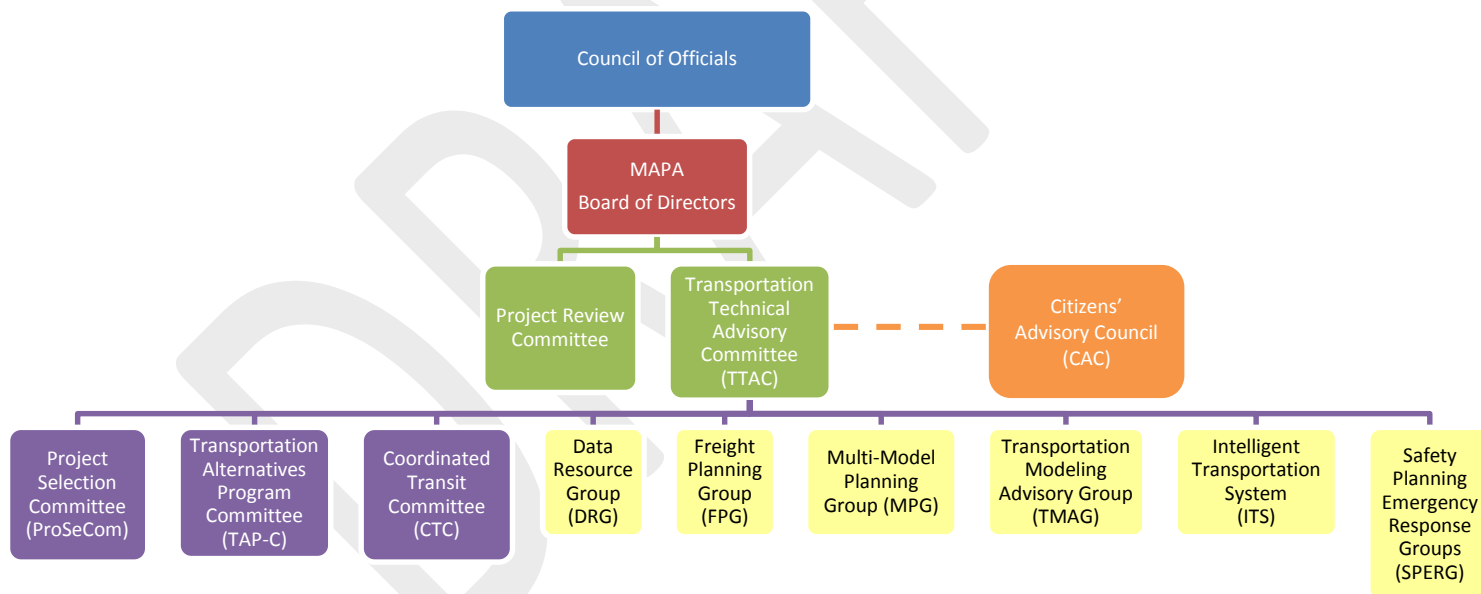 Council of Officials
MAPA
Board of Directors
Project Review
Committee
Transportation
Technical
Advisory
Committee
(TTAC)
Citizens’
Advisory Council
(CAC)
Project
Selection
Committee
(ProSeCom)
Transportation
Alternatives
Program
Committee
(TAP-C)
Coordinated
Transit
Committee
(CTC)
Data
Resource
Group
(DRG)
Freight
Planning
Group
(FPG)
Multi-Model
Planning
Group (MPG)
Transportation
Modeling
Advisory Group
(TMAG)
Intelligent
Transportation
System
(ITS)
Safety
Planning
Emergency
Response
Groups
(SPERG)
DRAFT